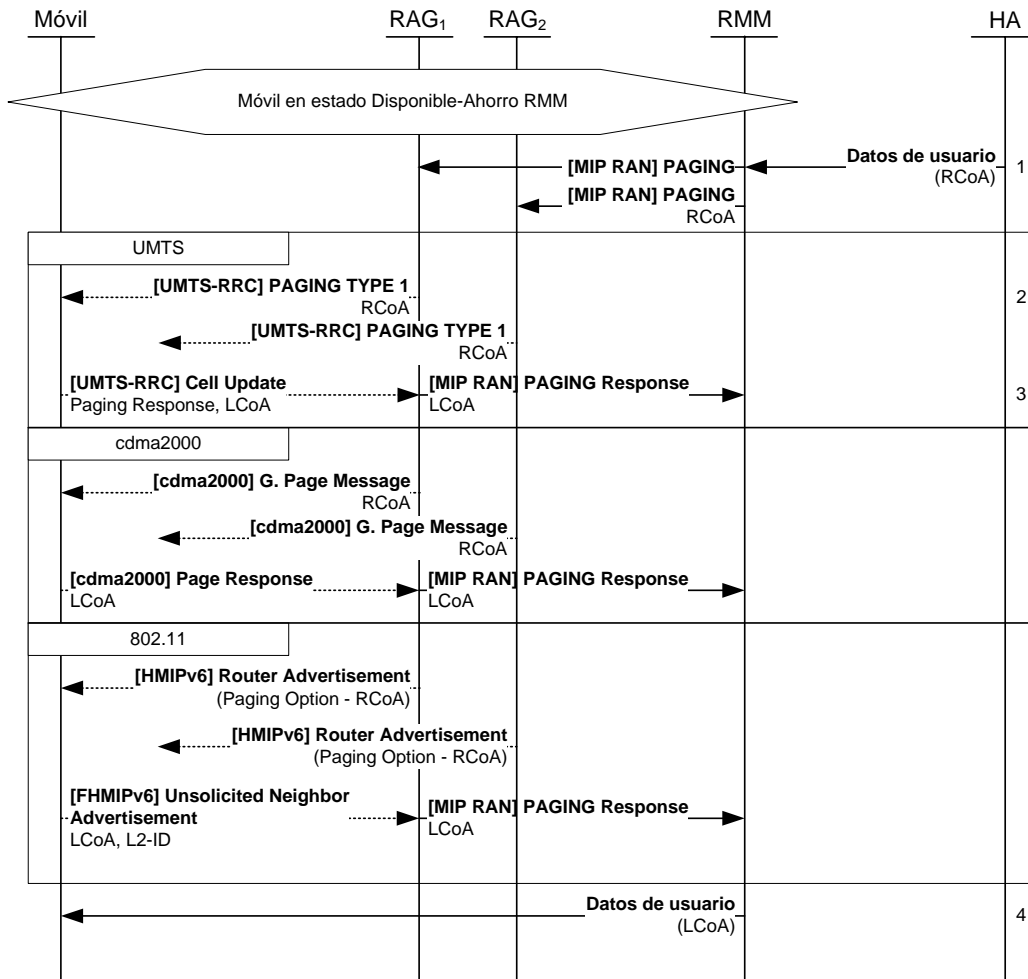 Móvil RAG1 RAG2 RMM HA
Móvil en estado Disponible-Ahorro RMM
[MIP RAN] PAGING
Datos de usuario
(RCoA)
1
[MIP RAN] PAGING
RCoA
UMTS
[UMTS-RRC] PAGING TYPE 1
RCoA
2
[UMTS-RRC] PAGING TYPE 1
RCoA
[UMTS-RRC] Cell Update
Paging Response, LCoA
[MIP RAN] PAGING Response
LCoA
3
cdma2000
[cdma2000] G. Page Message
RCoA
[cdma2000] G. Page Message
RCoA
[cdma2000] Page Response
LCoA
[MIP RAN] PAGING Response
LCoA
802.11
[HMIPv6] Router Advertisement
(Paging Option - RCoA)
[HMIPv6] Router Advertisement
(Paging Option - RCoA)
[FHMIPv6] Unsolicited Neighbor
Advertisement
LCoA, L2-ID
[MIP RAN] PAGING Response
LCoA
Datos de usuario
(LCoA)
4